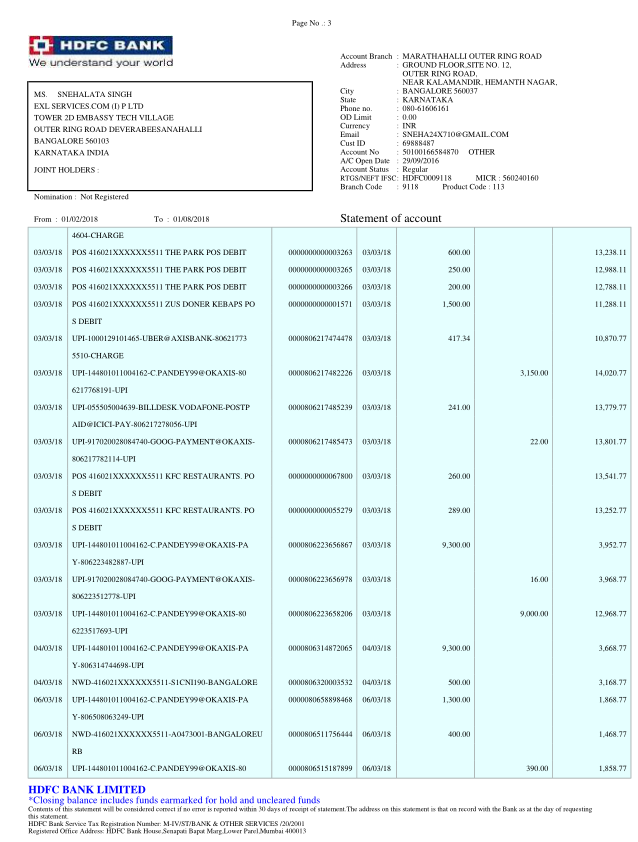 Page No .: 3
HDFC BANK
We understand your world
MS. SNEHALATA SINGH
EXL SERVICES.COM (I) P LTD
TOWER 2D EMBASSY TECH VILLAGE
OUTER RING ROAD DEVERABEESANAHALLI
BANGALORE 560103
KARNATAKA INDIA
JOINT HOLDERS :
Account Branch : MARATHAHALLI OUTER RING ROAD
Address : GROUND FLOOR,SITE NO. 12,
OUTER RING ROAD,
NEAR KALAMANDIR, HEMANTH NAGAR,
City : BANGALORE 560037
State : KARNATAKA
Phone no. : 080-61606161
OD Limit : 0.00
Currency : INR
Email : SNEHA24X710@GMAIL.COM
Cust ID : 69888487
Account No : 50100166584870 OTHER
A/C Open Date : 29/09/2016
Account Status : Regular
RTGS/NEFT IFSC: HDFC0009118 MICR : 560240160
Branch Code : 9118 Product Code : 113
Nomination : Not Registered
From : 01/02/2018 To : 01/08/2018 Statement of account
4604-CHARGE
03/03/18 POS 416021XXXXXX5511 THE PARK POS DEBIT 0000000000003263 03/03/18 600.00 13,238.11
03/03/18 POS 416021XXXXXX5511 THE PARK POS DEBIT 0000000000003265 03/03/18 250.00 12,988.11
03/03/18 POS 416021XXXXXX5511 THE PARK POS DEBIT 0000000000003266 03/03/18 200.00 12,788.11
03/03/18 POS 416021XXXXXX5511 ZUS DONER KEBAPS PO 0000000000001571 03/03/18 1,500.00 11,288.11
S DEBIT
03/03/18 UPI-1000129101465-UBER@AXISBANK-80621773 0000806217474478 03/03/18 417.34 10,870.77
5510-CHARGE
03/03/18 UPI-144801011004162-C.PANDEY99@OKAXIS-80 0000806217482226 03/03/18 3,150.00 14,020.77
6217768191-UPI
03/03/18 UPI-055505004639-BILLDESK.VODAFONE-POSTP 0000806217485239 03/03/18 241.00 13,779.77
AID@ICICI-PAY-806217278056-UPI
03/03/18 UPI-917020028084740-GOOG-PAYMENT@OKAXIS- 0000806217485473 03/03/18 22.00 13,801.77
806217782114-UPI
03/03/18 POS 416021XXXXXX5511 KFC RESTAURANTS. PO 0000000000067800 03/03/18 260.00 13,541.77
S DEBIT
03/03/18 POS 416021XXXXXX5511 KFC RESTAURANTS. PO 0000000000055279 03/03/18 289.00 13,252.77
S DEBIT
03/03/18 UPI-144801011004162-C.PANDEY99@OKAXIS-PA 0000806223656867 03/03/18 9,300.00 3,952.77
Y-806223482887-UPI
03/03/18 UPI-917020028084740-GOOG-PAYMENT@OKAXIS- 0000806223656978 03/03/18 16.00 3,968.77
806223512778-UPI
03/03/18 UPI-144801011004162-C.PANDEY99@OKAXIS-80 0000806223658206 03/03/18 9,000.00 12,968.77
6223517693-UPI
04/03/18 UPI-144801011004162-C.PANDEY99@OKAXIS-PA 0000806314872065 04/03/18 9,300.00 3,668.77
Y-806314744698-UPI
04/03/18 NWD-416021XXXXXX5511-S1CNI190-BANGALORE 0000806320003532 04/03/18 500.00 3,168.77
06/03/18 UPI-144801011004162-C.PANDEY99@OKAXIS-PA 0000080658898468 06/03/18 1,300.00 1,868.77
Y-806508063249-UPI
06/03/18 NWD-416021XXXXXX5511-A0473001-BANGALOREU 0000806511756444 06/03/18 400.00 1,468.77
RB
06/03/18 UPI-144801011004162-C.PANDEY99@OKAXIS-80 0000806515187899 06/03/18 390.00 1,858.77
HDFC BANK LIMITED
*Closing balance includes funds earmarked for hold and uncleared funds
Contents of this statement will be considered correct if no error is reported within 30 days of receipt of statement.The address on this statement is that on record with the Bank as at the day of requesting
this statement.
HDFC Bank Service Tax Registration Number: M-IV/ST/BANK & OTHER SERVICES /20/2001
Registered Office Address: HDFC Bank House,Senapati Bapat Marg,Lower Parel,Mumbai 400013